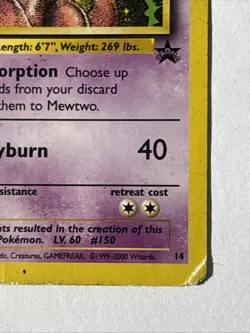 Length: 6'7", Weight: 269 lbs.
PROMO
orption Choose up
ds from your discard
them to Mewtwo.
yburn 40
sistance retreat cost
nts resulted in the creation of this
Pokémon. LV. 60 #150
do, Creatures, GAMEFREAK. ©1999-2000 Wizards. 14